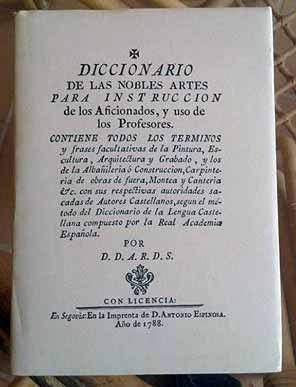 DICCIONARIO
DE LAS NOBLES ARTES
PARA INSTRUCCION
de los Aficionados, y uso de
los Profesores.
CONTIENE TODOS LOS TERMINOS
y frases facultativas de la Pintura, Es-
cultura, Arquitectura y Grabado, y los
de la Albañileria ó Construccion, Carpinte-
ria de obras de fuera, Montea y Canteria
&c. con sus respectivas autoridades sa-
cadas de Autores Castellanos, segun el mé-
todo del Diccionario de la Lengua Caste-
llana compuesto por la Real Academia
Española.
POR
D. D. A. R. D. S.
CON LICENCIA:
En Segovia: En la Imprenta de D. ANTONIO ESPINOSA.
Año de 1788.